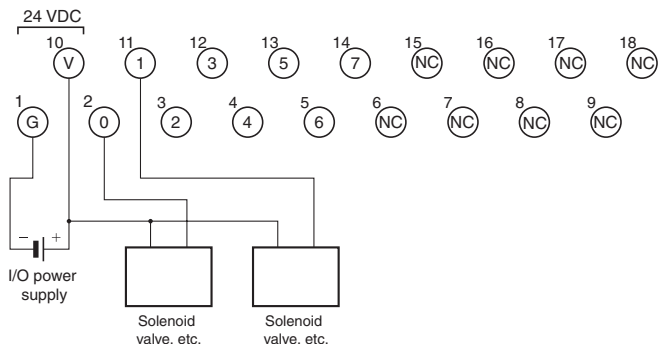 24 VDC
10 11 12 13 14 15 16 17 18
V 1 3 5 7 NC NC NC NC
1 2 3 4 5 6 7 8 9
G 0 2 4 6 NC NC NC NC
− +
I/O power
supply
Solenoid
valve, etc.
Solenoid
valve, etc.